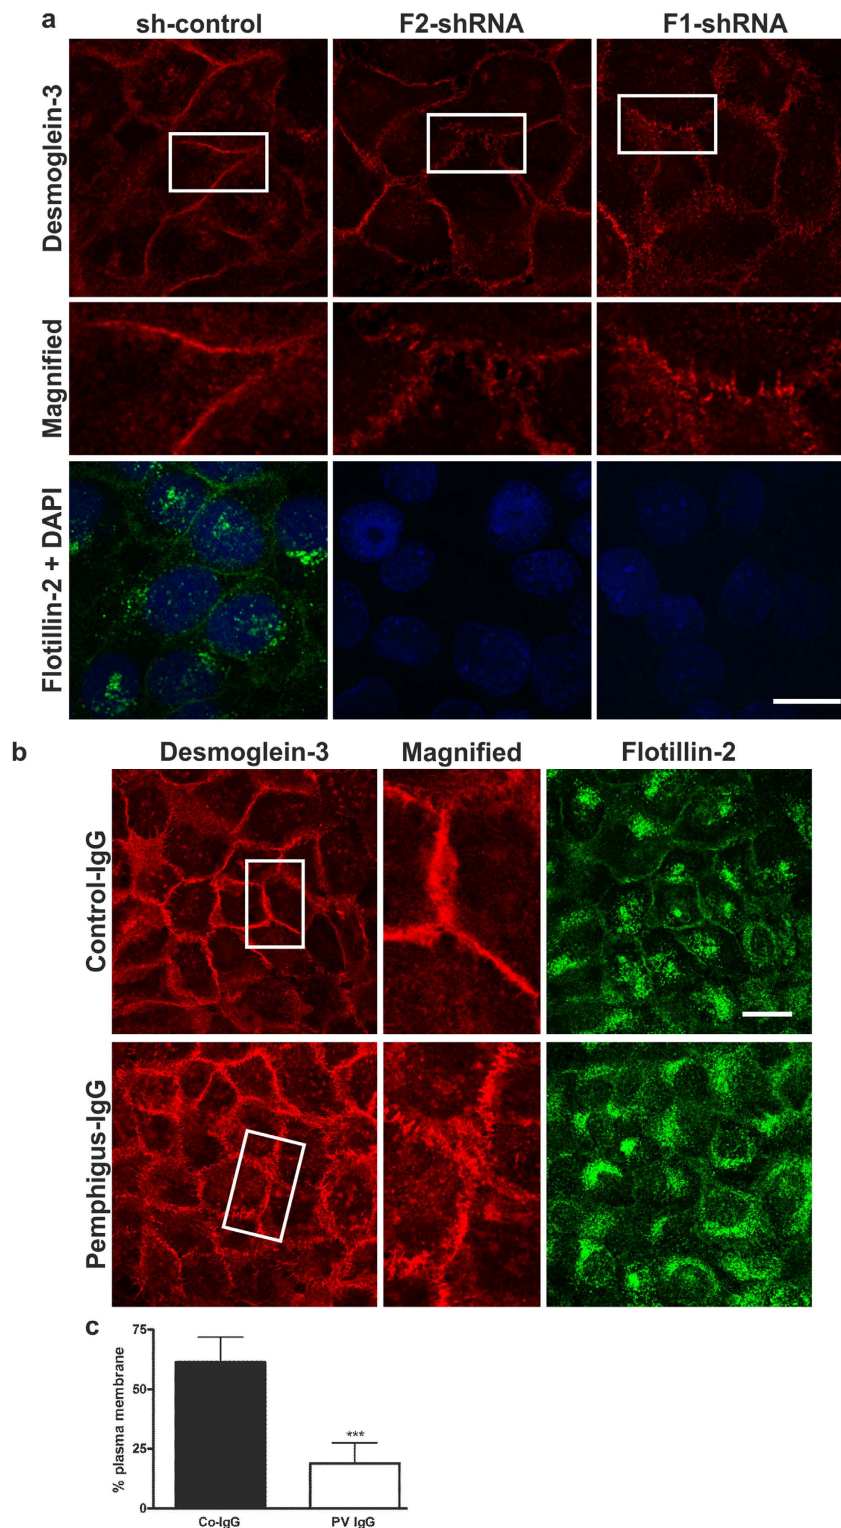 a
sh-control F2-shRNA F1-shRNA
Desmoglein-3
Magnified
Flotillin-2 + DAPI
b
Desmoglein-3 Magnified Flotillin-2
Control-IgG
Pemphigus-IgG
c
75
50
25
0
% plasma membrane
***
Co-IgG PV IgG